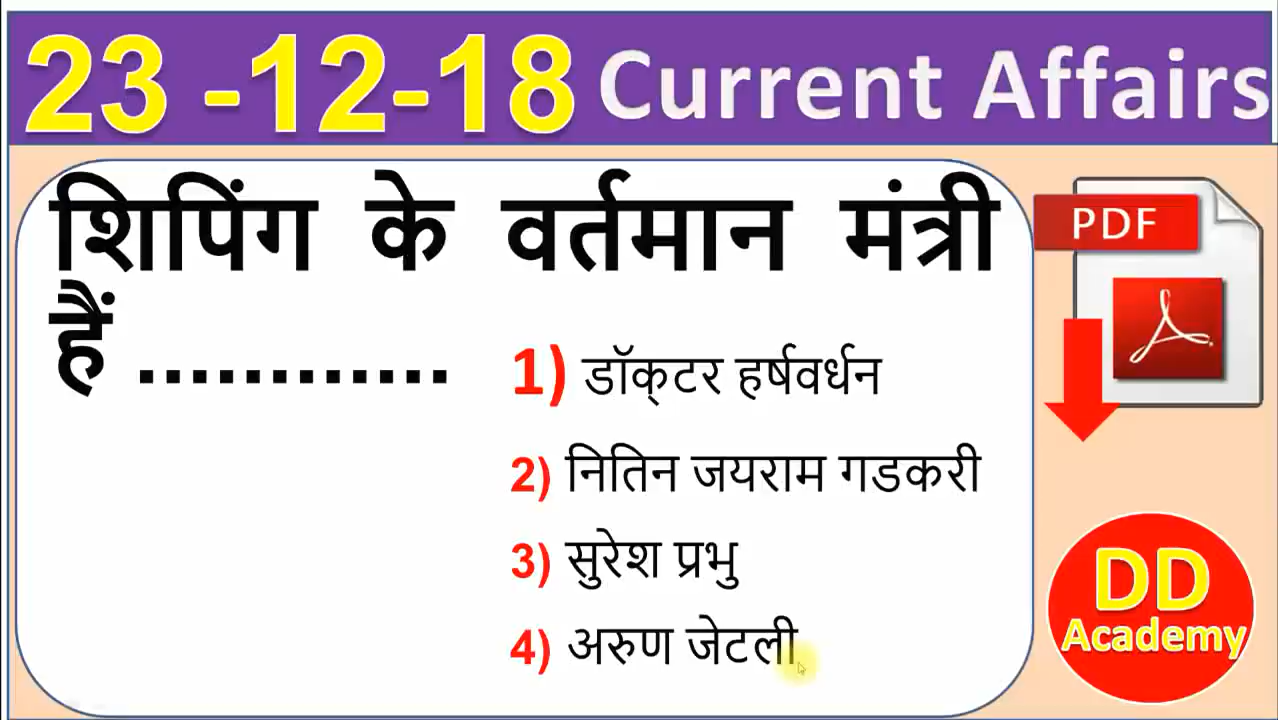 23 -12-18 Current Affairs
शिपिंग के वर्तमान मंत्री
हैं ............
1) डॉक्टर हर्षवर्धन
2) नितिन जयराम गडकरी
3) सुरेश प्रभु
4) अरुण जेटली
PDF
DD
Academy